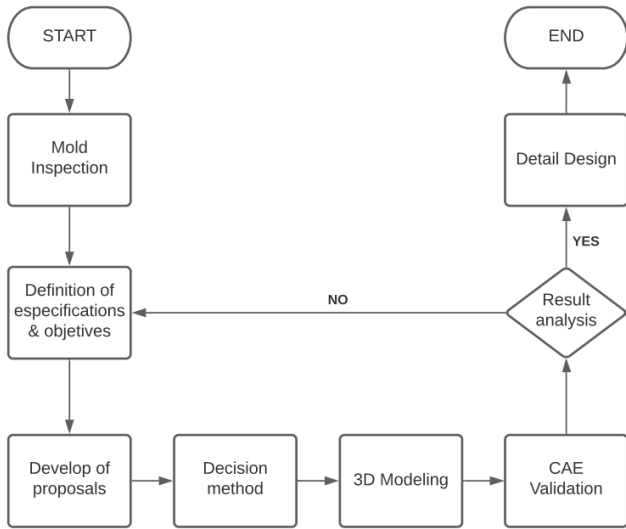 START
Mold
Inspection
Definition of
especifications
& objetives
Develop of
proposals
Decision
method
3D Modeling
CAE
Validation
Result
analysis
NO
YES
Detail Design
END